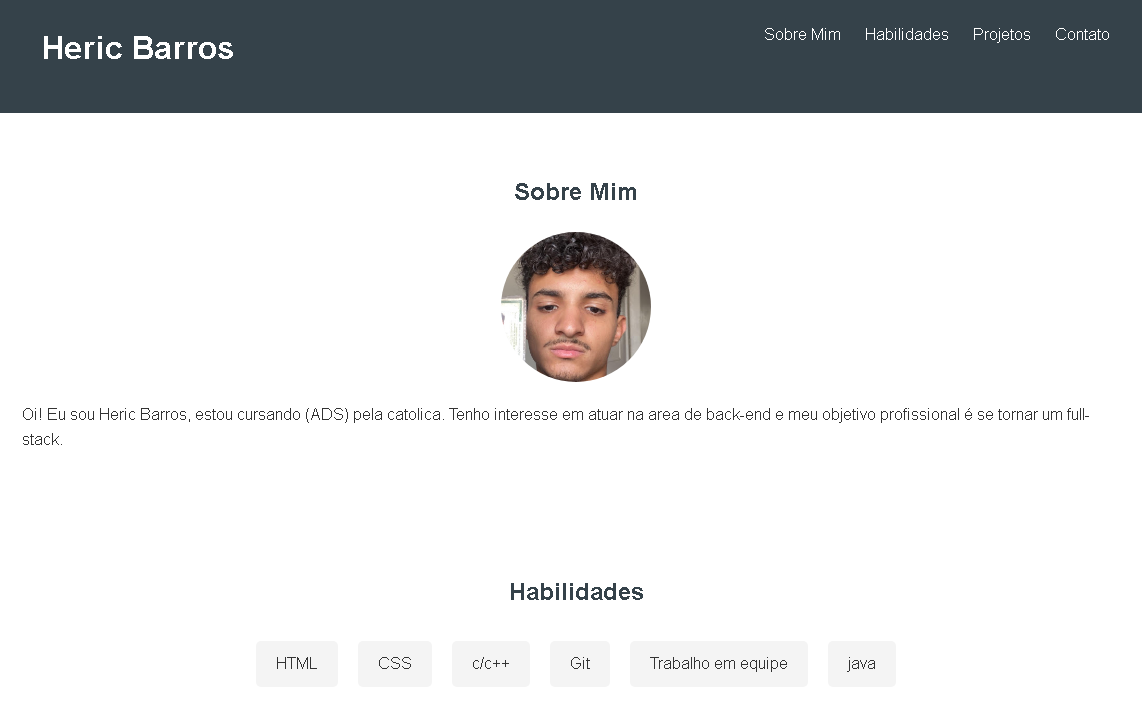 Heric Barros
Sobre Mim Habilidades Projetos Contato
Sobre Mim
Oi! Eu sou Heric Barros, estou cursando (ADS) pela catolica. Tenho interesse em atuar na area de back-end e meu objetivo profissional é se tornar um full-
stack.
Habilidades
HTML CSS c/c++ Git Trabalho em equipe java